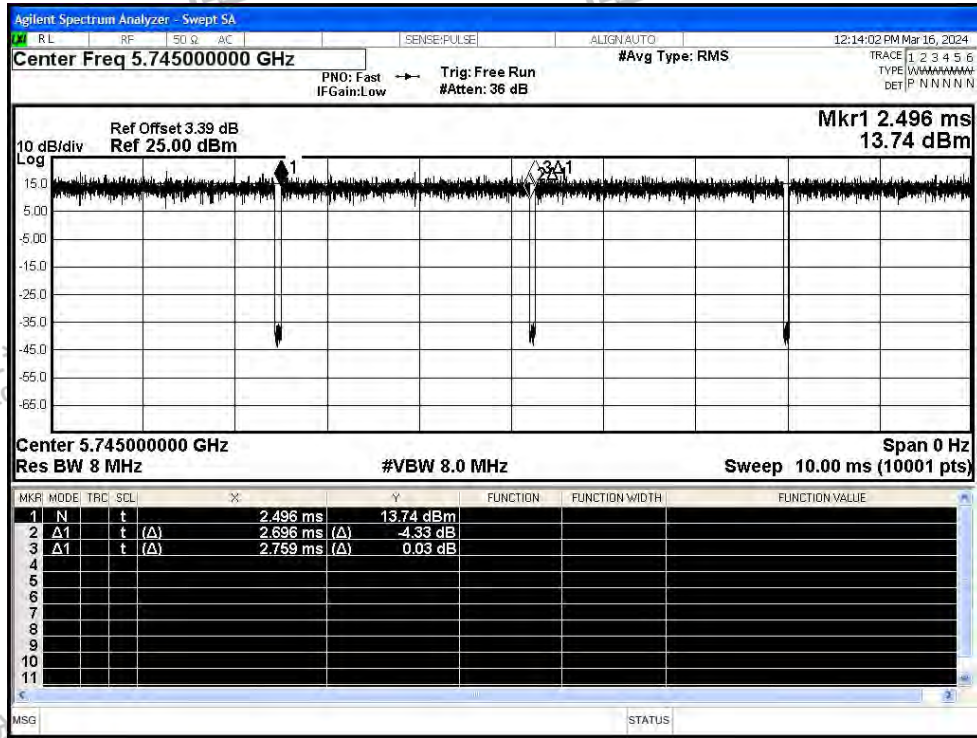 Agilent Spectrum Analyzer - Swept SA
LXI RL RF 50 Ω AC SENSE:PULSE ALIGN AUTO 12:14:02 PM Mar 16, 2024
Center Freq 5.745000000 GHz
#Avg Type: RMS
TRACE 1 2 3 4 5 6
PNO: Fast Trig: Free Run
TYPE WWWWWW
IFGain:Low #Atten: 36 dB
DET P N N N N N
Mkr1 2.496 ms
Ref Offset 3.39 dB
10 dB/div Ref 25.00 dBm 13.74 dBm
Log
1
3Δ1
2Δ1
15.0
5.00
-5.00
-15.0
-25.0
-35.0
-45.0
-55.0
-65.0
Center 5.745000000 GHz Span 0 Hz
Res BW 8 MHz #VBW 8.0 MHz Sweep 10.00 ms (10001 pts)
MKR MODE TRC SCL X Y FUNCTION FUNCTION WIDTH FUNCTION VALUE
1 N t 2.496 ms 13.74 dBm
2 Δ1 t (Δ) 2.696 ms (Δ) -4.33 dB
3 Δ1 t (Δ) 2.759 ms (Δ) 0.03 dB
4
5
6
7
8
9
10
11
MSG STATUS